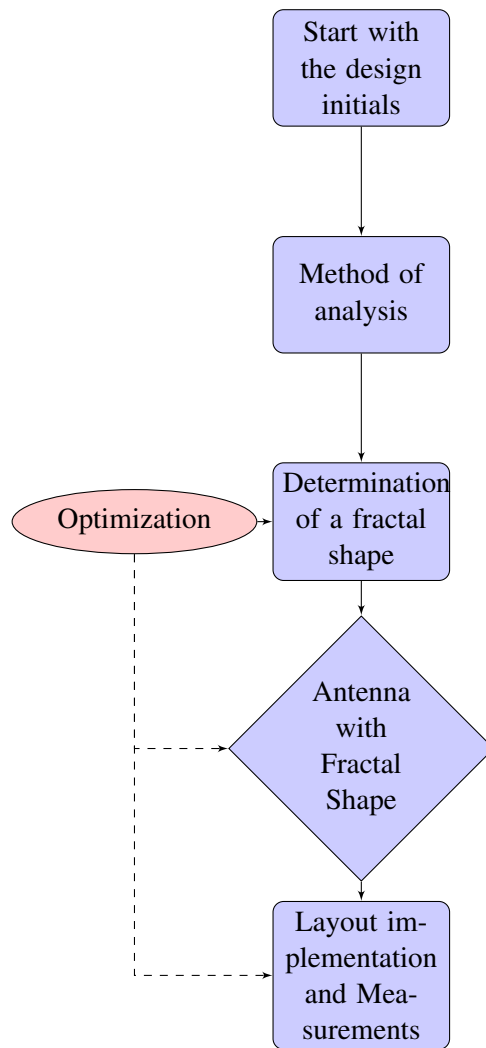 Start with
the design
initials
Method of
analysis
Determination
of a fractal
shape
Optimization
Antenna
with
Fractal
Shape
Layout im-
plementation
and Mea-
surements